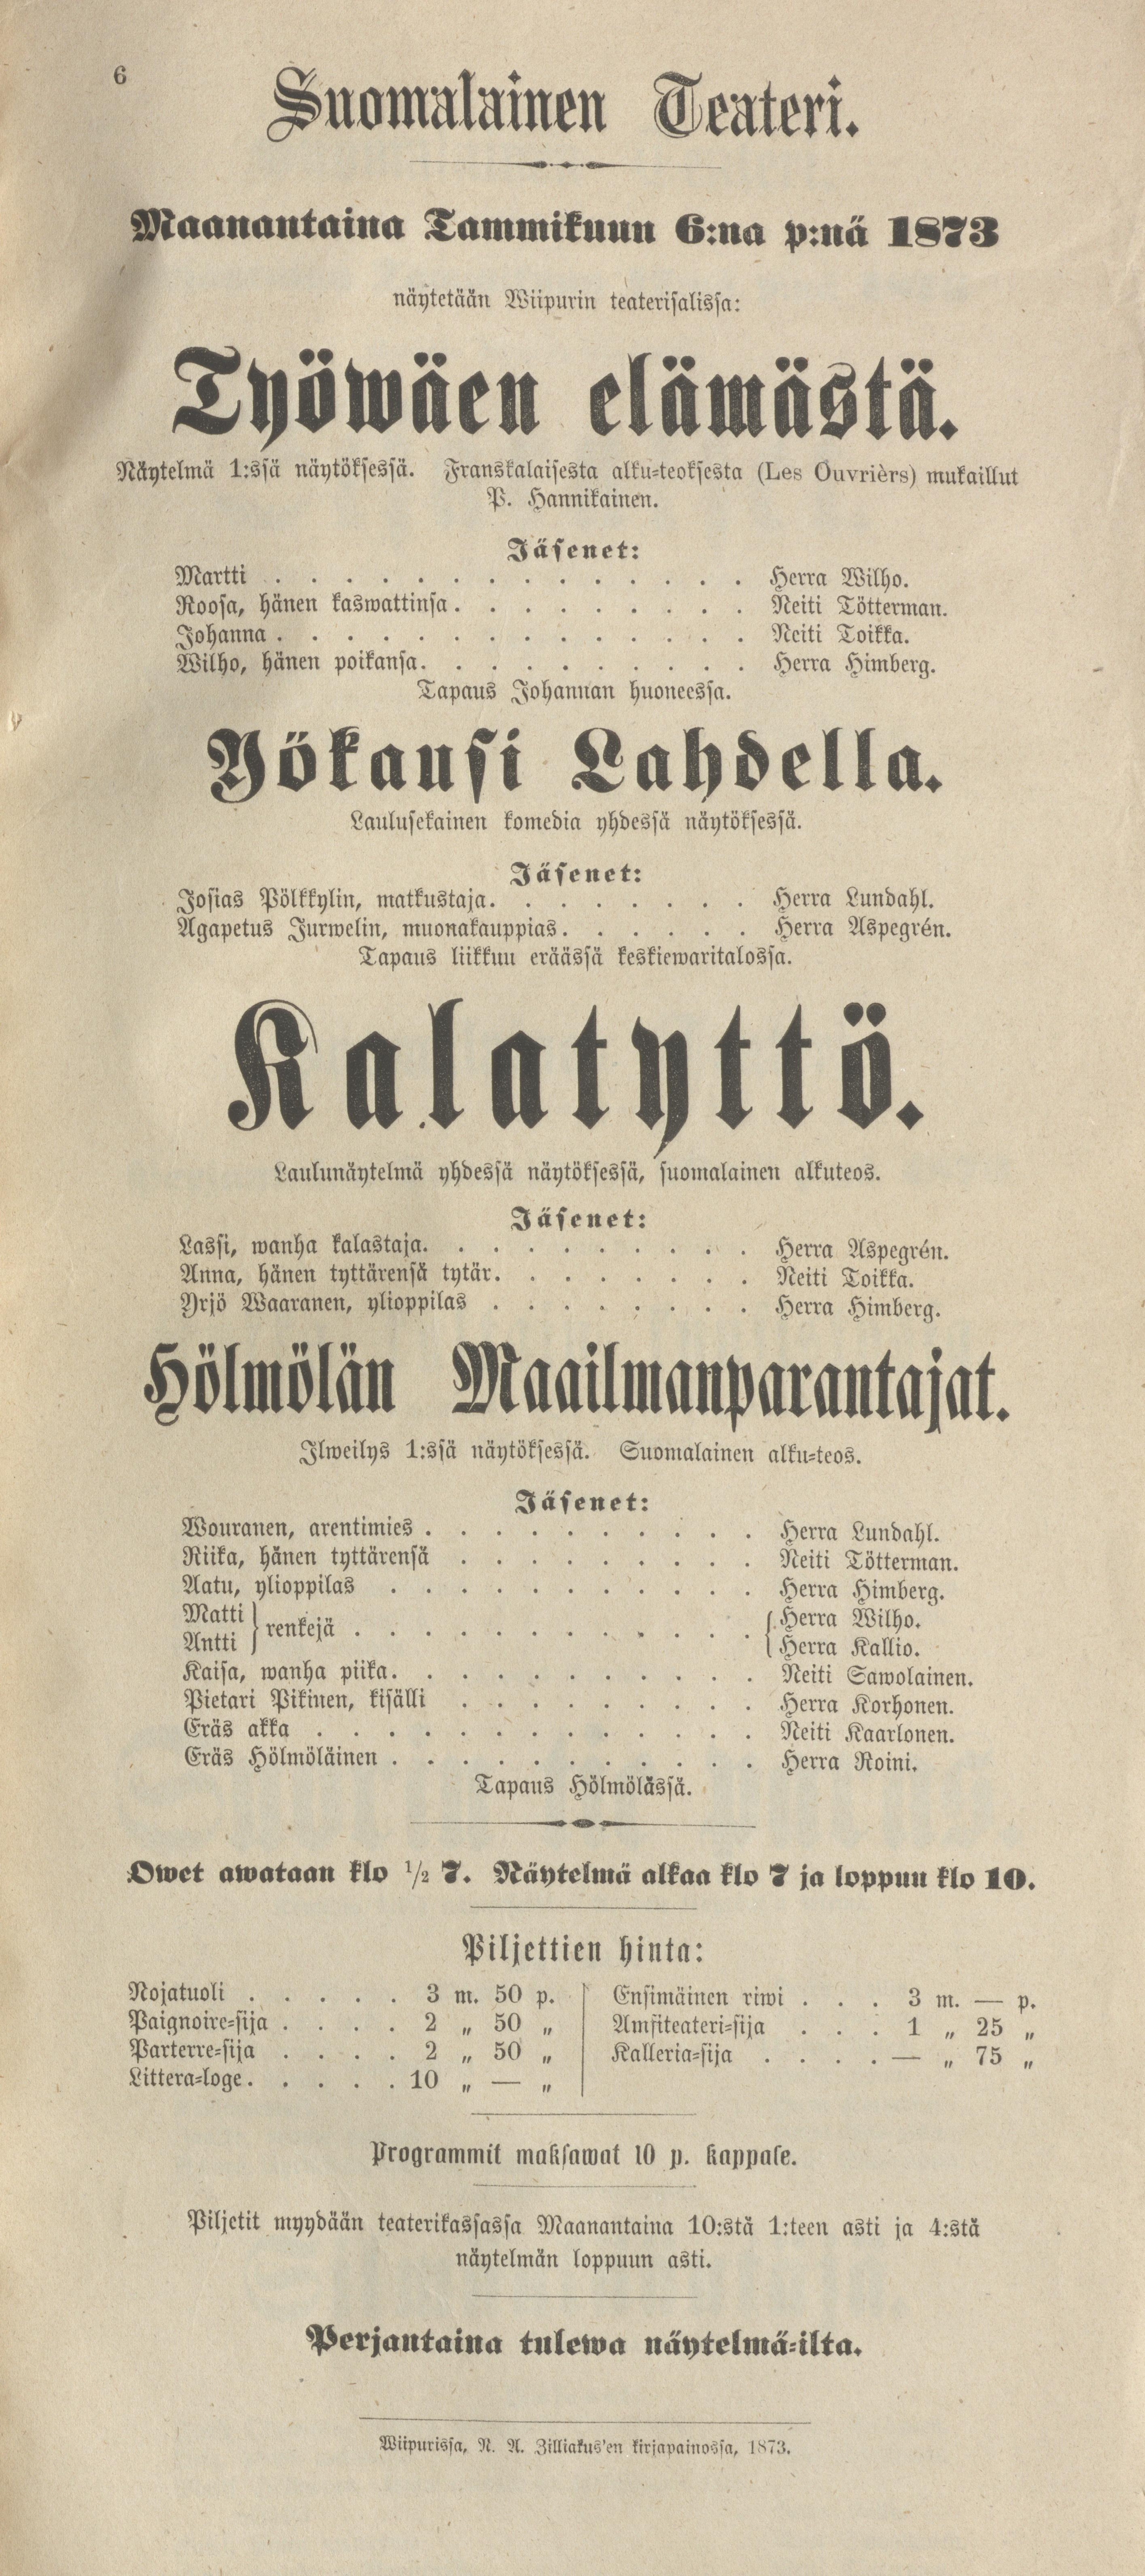 6
Suomalainen Teateri.
Maanantaina Tammikuun 6:na p:nä 1873
näytetään Wiipurin teaterisalissa:
Työwäen elämästä.
Näytelmä 1:ssä näytöksessä. Franskalaisesta alku-teoksesta (Les Ouvrièrs) mukaillut
P. Hannikainen.
Jäsenet:
Martti . . . . . . . . . . . . . . Herra Wilho.
Roosa, hänen kaswattinsa. . . . . . . . . Neiti Tötterman.
Johanna . . . . . . . . . . . . . . Neiti Toikka.
Wilho, hänen poikansa. . . . . . . . . . Herra Himberg.
Tapaus Johannan huoneessa.
Yökausi Lahdella.
Laulusekainen komedia yhdessä näytöksessä.
Jäsenet:
Josias Pölkkylin, matkustaja. . . . . . . . Herra Lundahl.
Agapetus Jurwelin, muonakauppias. . . . . . Herra Aspegrén.
Tapaus liikkuu eräässä keskiewaritalossa.
Kalatyttö.
Laulunäytelmä yhdessä näytöksessä, suomalainen alkuteos.
Jäsenet:
Lassi, wanha kalastaja. . . . . . . . . . Herra Aspegrén.
Anna, hänen tyttärensä tytär. . . . . . . . Neiti Toikka.
Yrjö Waaranen, ylioppilas . . . . . . . . Herra Himberg.
Hölmölän Maailmanparantajat.
Ilweilys 1:ssä näytöksessä. Suomalainen alku-teos.
Jäsenet:
Wouranen, arentimies . . . . . . . . . . Herra Lundahl.
Riika, hänen tyttärensä . . . . . . . . . Neiti Tötterman.
Aatu, ylioppilas . . . . . . . . . . . Herra Himberg.
Matti } renkejä . . . . . . . . . . . . { Herra Wilho.
Antti } { Herra Kallio.
Kaisa, wanha piika. . . . . . . . . . . Neiti Sawolainen.
Pietari Pikinen, kisälli . . . . . . . . . Herra Korhonen.
Eräs akka . . . . . . . . . . . . . Neiti Kaarlonen.
Eräs Hölmöläinen . . . . . . . . . . . Herra Roini.
Tapaus Hölmölässä.
Owet awataan klo 1/2 7. Näytelmä alkaa klo 7 ja loppuu klo 10.
Piljettien hinta:
Nojatuoli . . . . . 3 m. 50 p.
Paignoire-sija . . . . 2 „ 50 „
Parterre-sija . . . . 2 „ 50 „
Littera-loge. . . . . 10 „ — „
Ensimäinen riwi . . . 3 m. — p.
Amfiteateri-sija . . . 1 „ 25 „
Kalleria-sija . . . . — „ 75 „
Programmit maksawat 10 p. kappale.
Piljetit myydään teaterikassassa Maanantaina 10:stä 1:teen asti ja 4:stä
näytelmän loppuun asti.
Perjantaina tulewa näytelmä-ilta.
Wiipurissa, N. A. Zilliakus'en kirjapainossa, 1873.